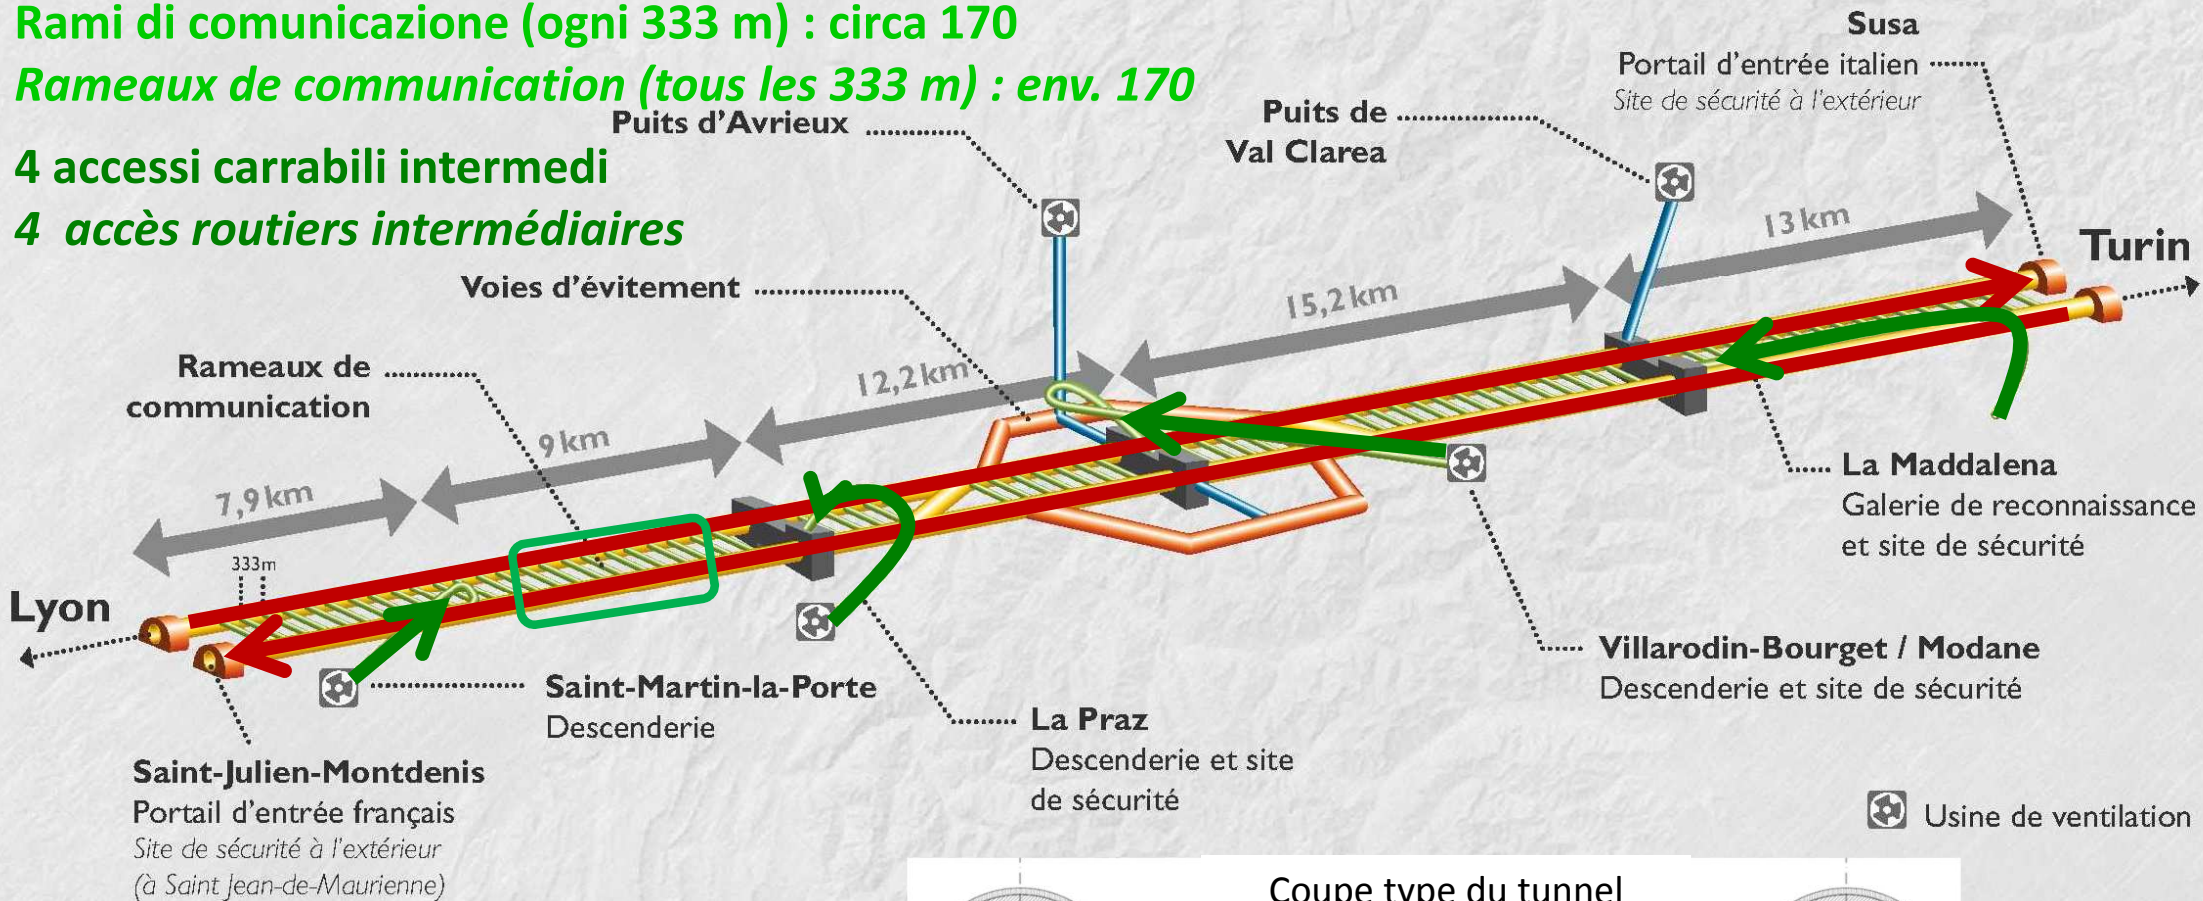 Rami di comunicazione (ogni 333 m) : circa 170
Rameaux de communication (tous les 333 m) : env. 170
4 accessi carrabili intermedi
4 accès routiers intermédiaires
Susa
Portail d'entrée italien
Site de sécurité à l'extérieur
Puits d'Avrieux
Puits de
Val Clarea
13 km
Turin
Voies d'évitement
15,2 km
Rameaux de
communication
12,2 km
9 km
7,9 km
333m
Lyon
La Maddalena
Galerie de reconnaissance
et site de sécurité
Villarodin-Bourget / Modane
Descenderie et site de sécurité
Saint-Martin-la-Porte
Descenderie
La Praz
Descenderie et site
de sécurité
Saint-Julien-Montdenis
Portail d'entrée français
Site de sécurité à l'extérieur
(à Saint Jean-de-Maurienne)
Usine de ventilation
Coupe type du tunnel